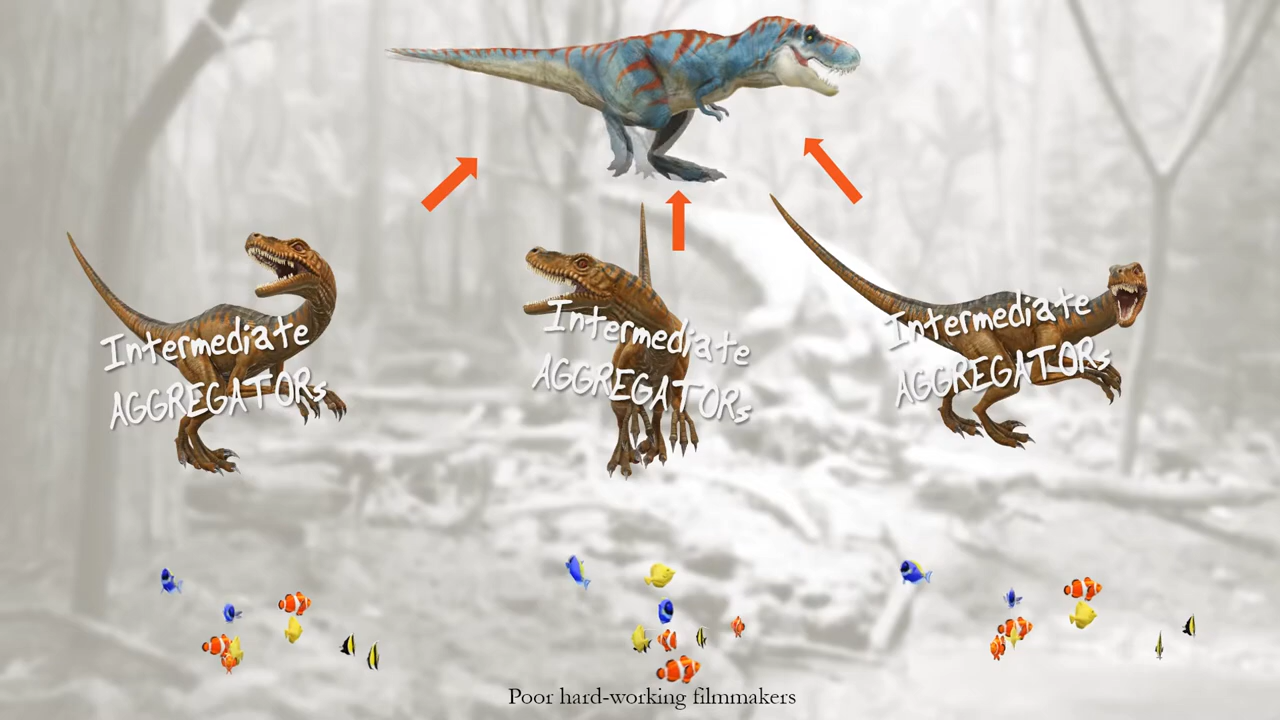 Intermediate
AGGREGATORs
Intermediate
AGGREGATORs
Intermediate
AGGREGATORs
Poor hard-working filmmakers